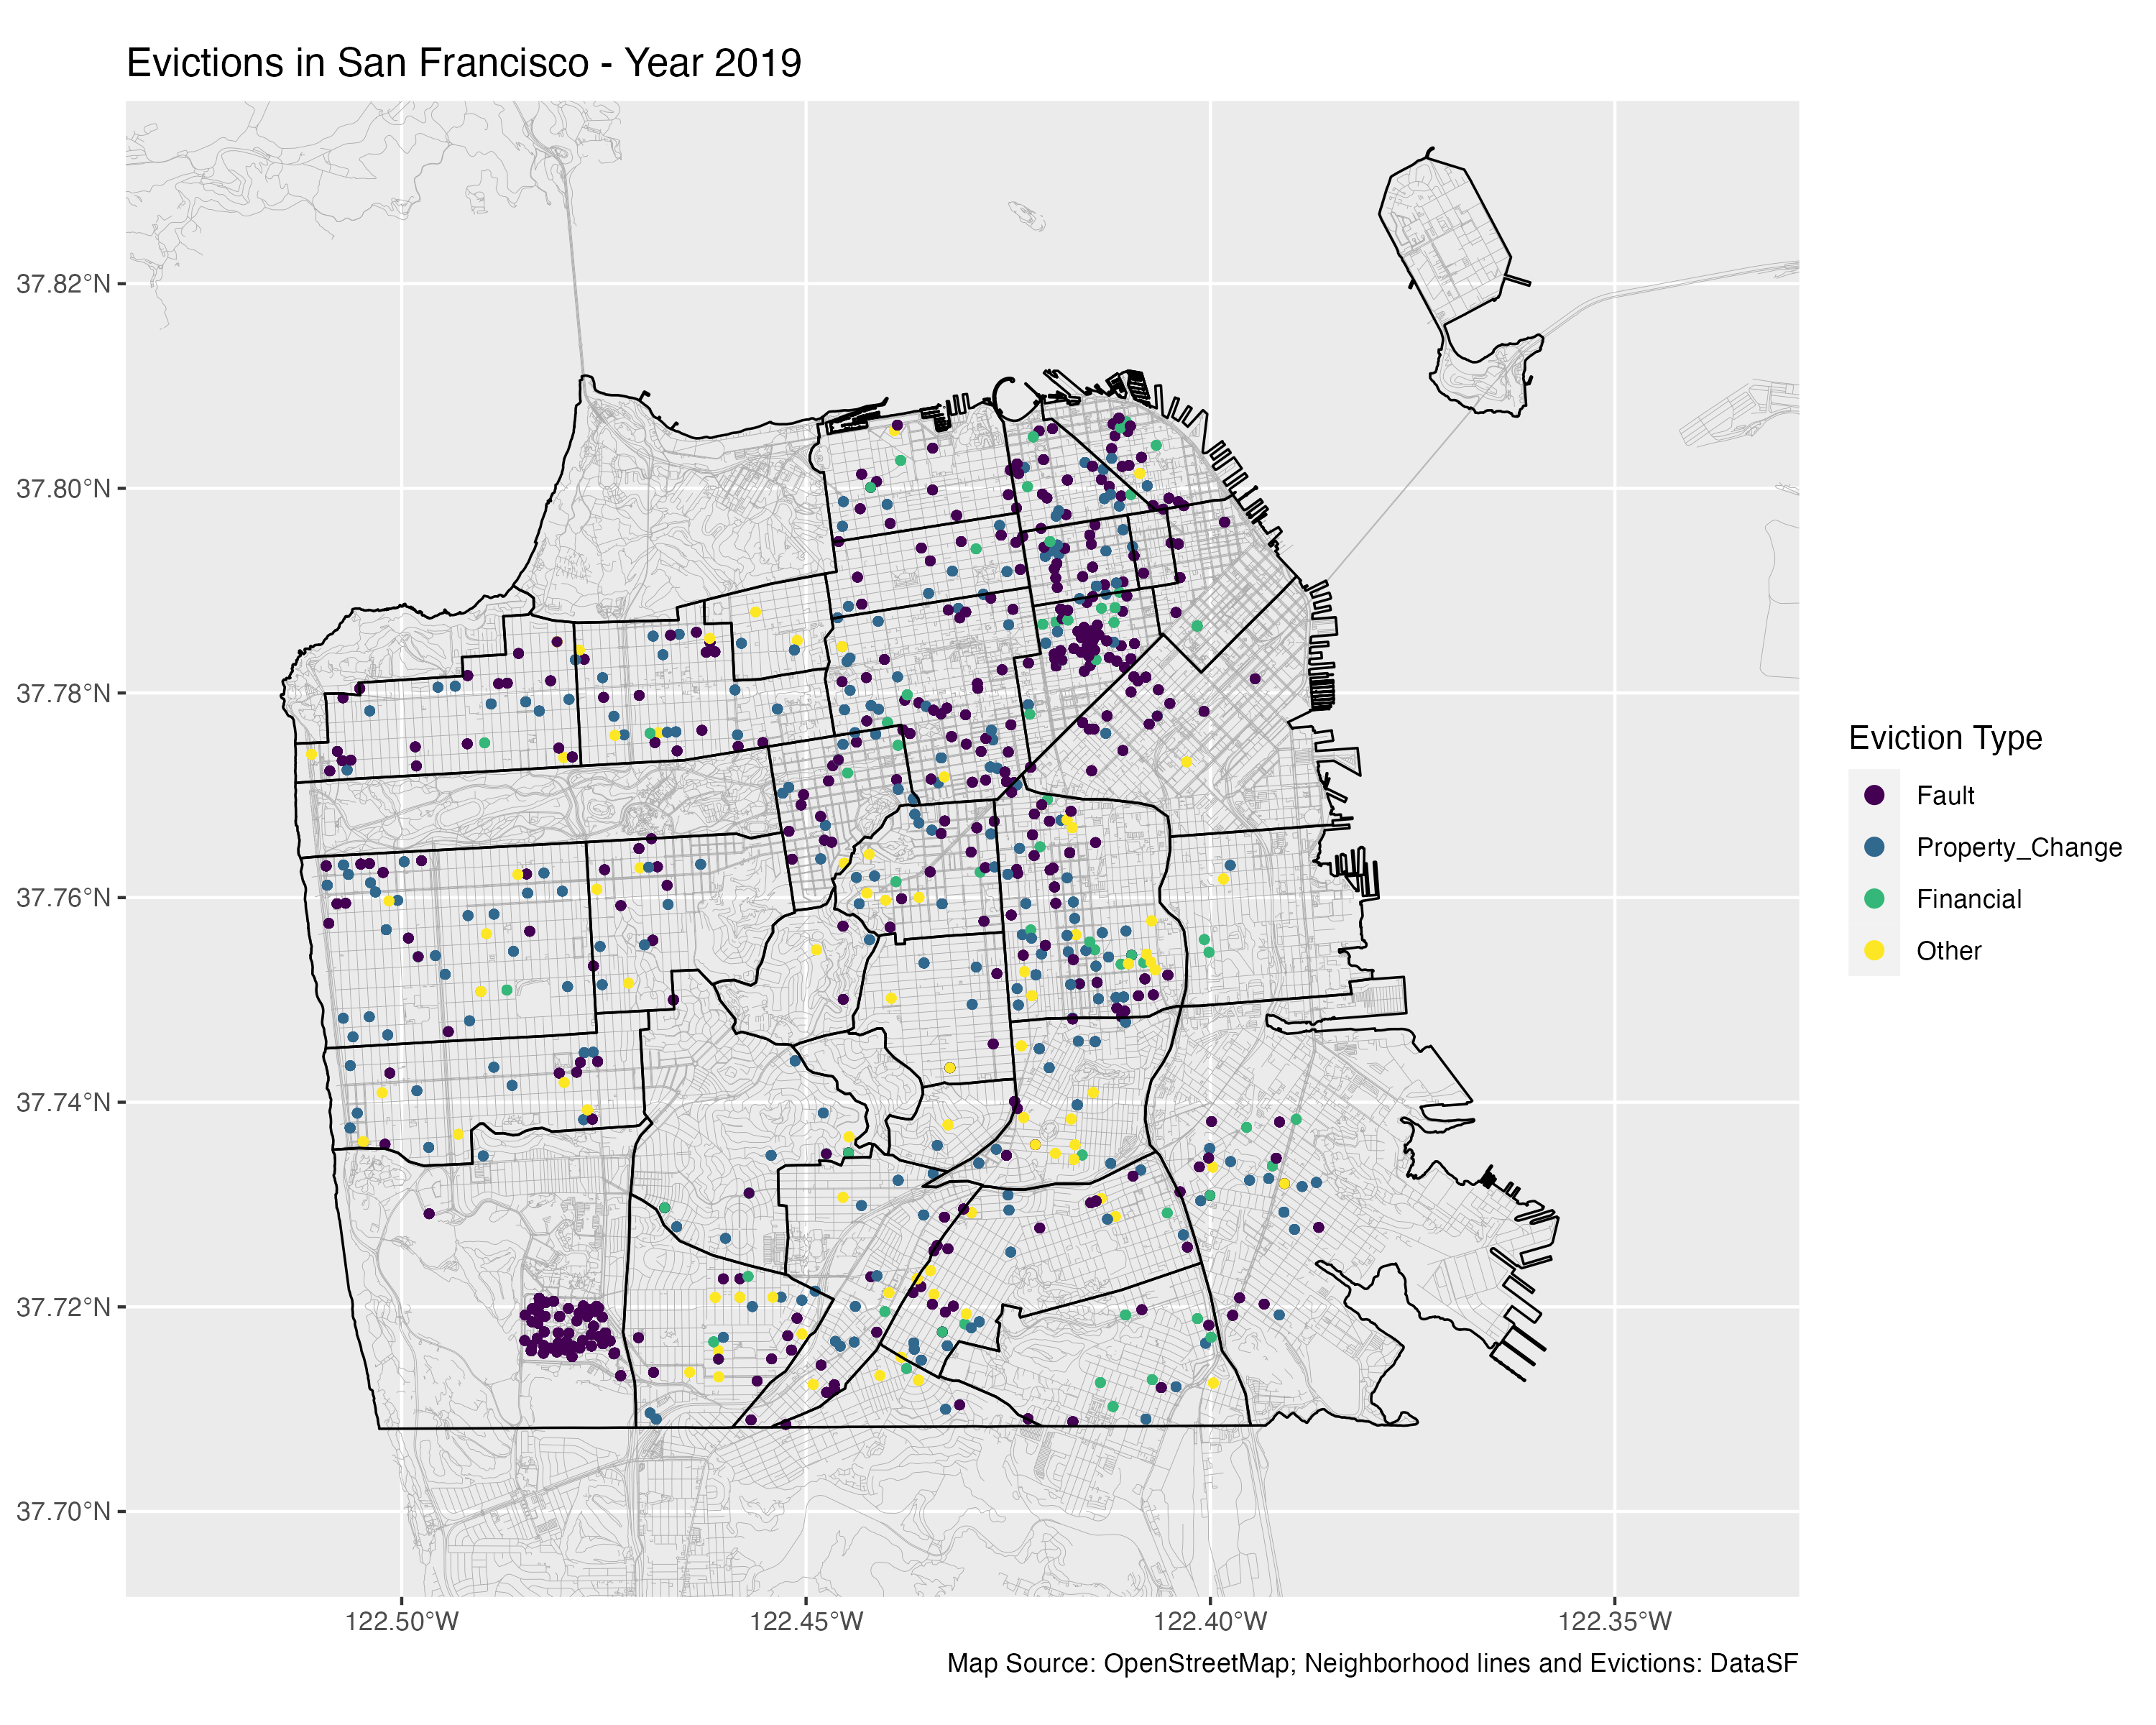 Evictions in San Francisco - Year 2019
37.82°N
37.80°N
37.78°N
37.76°N
37.74°N
37.72°N
37.70°N
122.50°W
122.45°W
122.40°W
122.35°W
Eviction Type
Fault
Property_Change
Financial
Other
Map Source: OpenStreetMap; Neighborhood lines and Evictions: DataSF